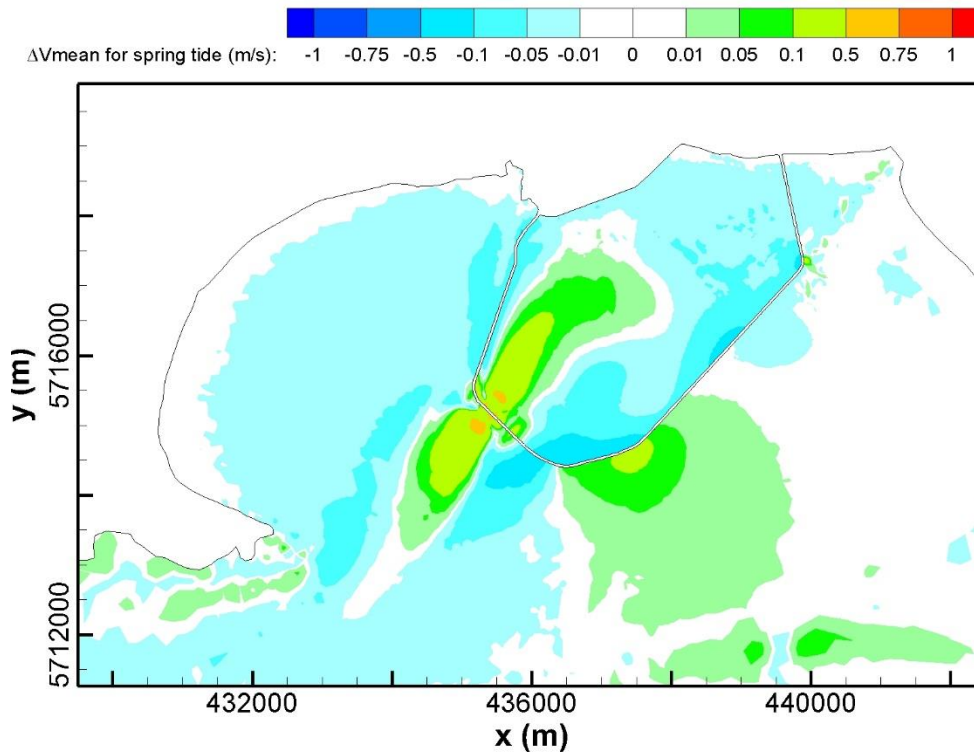 ΔVmean for spring tide (m/s): -1 -0.75 -0.5 -0.1 -0.05 -0.01 0 0.01 0.05 0.1 0.5 0.75 1
5716000
y (m)
5712000
432000 436000 440000
x (m)